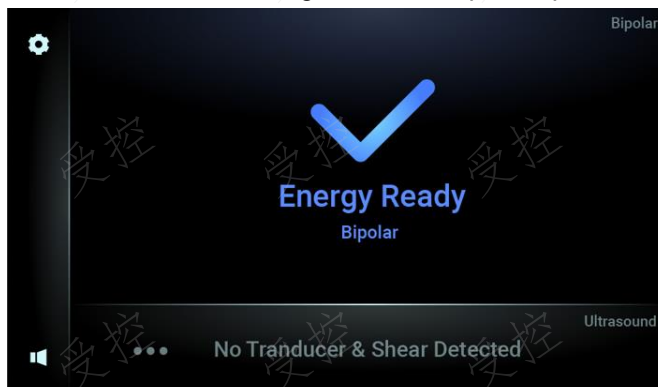 Bipolar
Energy Ready
Bipolar
Ultrasound
No Tranducer & Shear Detected
受控
受控
受控
受控
受控
受控